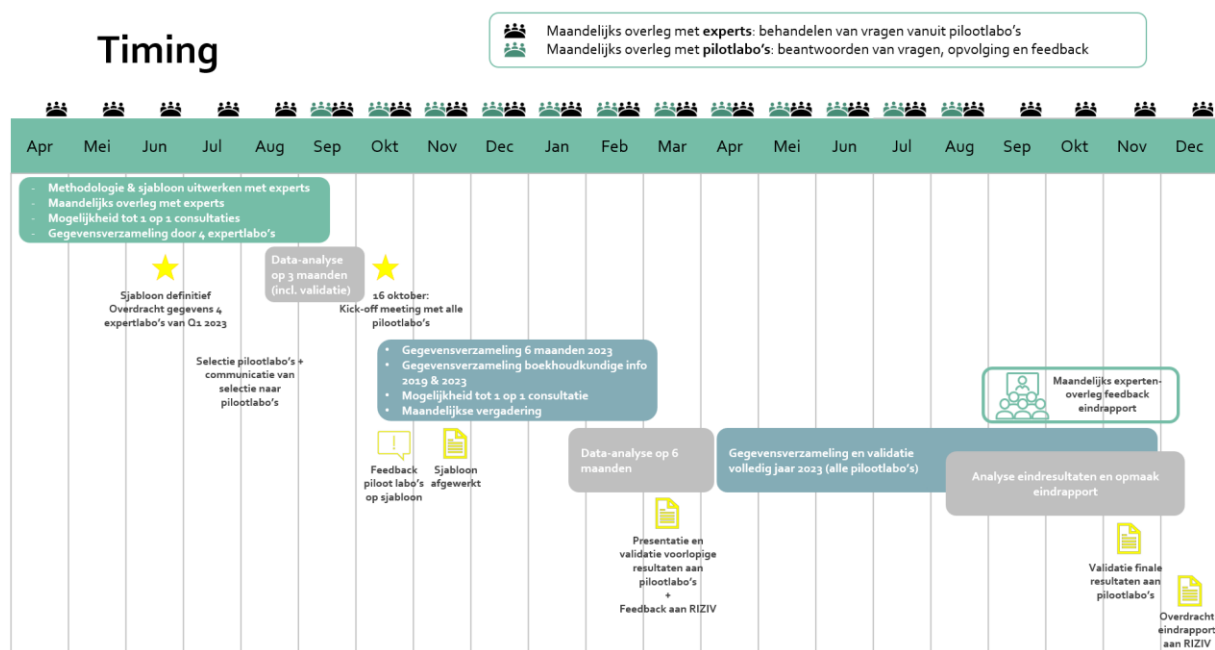 Timing
Maandelijks overleg met experts: behandelen van vragen vanuit pilootlabo's
Maandelijks overleg met pilotlabo's: beantwoorden van vragen, opvolging en feedback
Apr Mei Jun Jul Aug Sep Okt Nov Dec Jan Feb Mar Apr Mei Jun Jul Aug Sep Okt Nov Dec
- Methodologie & sjabloon uitwerken met experts
- Maandelijks overleg met experts
- Mogelijkheid tot 1 op 1 consultaties
- Gegevensverzameling door 4 expertlabo's
Data-analyse
op 3 maanden
(incl. validatie)
Sjabloon definitief
Overdracht gegevens 4
expertlabo's van Q1 2023
16 oktober:
Kick-off meeting met alle
pilootlabo's
Selectie pilootlabo's +
communicatie van
selectie naar
pilootlabo's
• Gegevensverzameling 6 maanden 2023
• Gegevensverzameling boekhoudkundige info
2019 & 2023
• Mogelijkheid tot 1 op 1 consultatie
• Maandelijkse vergadering
Maandelijks experten-
overleg feedback
eindrapport
Feedback
piloot labo's
op sjabloon
Sjabloon
afgewerkt
Data-analyse op 6
maanden
Gegevensverzameling en validatie
volledig jaar 2023 (alle pilootlabo's)
Analyse eindresultaten en opmaak
eindrapport
Presentatie en
validatie voorlopige
resultaten aan
pilootlabo's
+
Feedback aan RIZIV
Validatie finale
resultaten aan
pilootlabo's
Overdracht
eindrapport
aan RIZIV